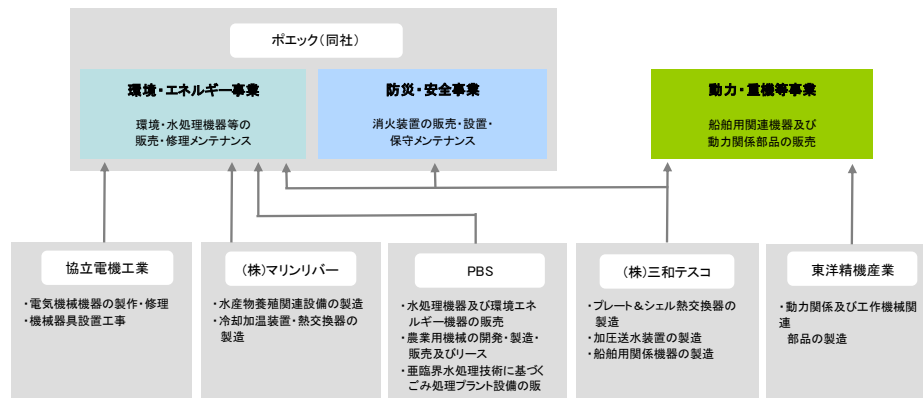 ポエック(同社)
環境・エネルギー事業
環境・水処理機器等の
販売・修理メンテナンス
防災・安全事業
消火装置の販売・設置・
保守メンテナンス
動力・重機等事業
船舶用関連機器及び
動力関係部品の販売
協立電機工業
・電気機械機器の製作・修理
・機械器具設置工事
(株)マリンリバー
・水産物養殖関連設備の製造
・冷却加温装置・熱交換器の
製造
PBS
・水処理機器及び環境エネ
ルギー機器の販売
・農業用機械の開発・製造・
販売及びリース
・亜臨界水処理技術に基づく
ごみ処理プラント設備の販
(株)三和テスコ
・プレート&シェル熱交換器の
製造
・加圧送水装置の製造
・船舶用関係機器の製造
東洋精機産業
・動力関係及び工作機械関
連
部品の製造